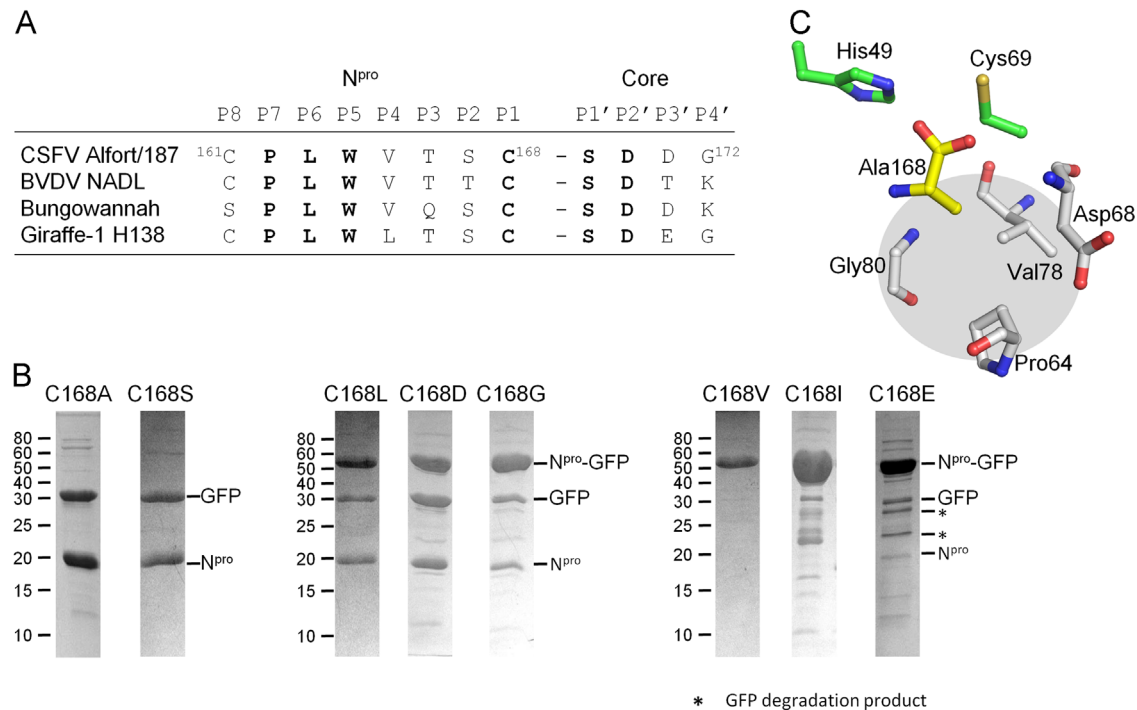 A
Nᵖʳᵒ Core
P8 P7 P6 P5 P4 P3 P2 P1 P1′ P2′ P3′ P4′
CSFV Alfort/187 ¹⁶¹C P L W V T S C¹⁶⁸ – S D D G¹⁷²
BVDV NADL C P L W V T T C – S D T K
Bungowannah S P L W V Q S C – S D D K
Giraffe-1 H138 C P L W L T S C – S D E G
C
His49
Cys69
Ala168
Asp68
Gly80
Val78
Pro64
B
C168A C168S C168L C168D C168G C168V C168I C168E
80 80 80
60 60 60
50 50 Nᵖʳᵒ-GFP 50 Nᵖʳᵒ-GFP
40 40 40
30 GFP 30 GFP 30 GFP
25 25 25 *
*
20 Nᵖʳᵒ 20 Nᵖʳᵒ 20 Nᵖʳᵒ
15 15 15
10 10 10
* GFP degradation product